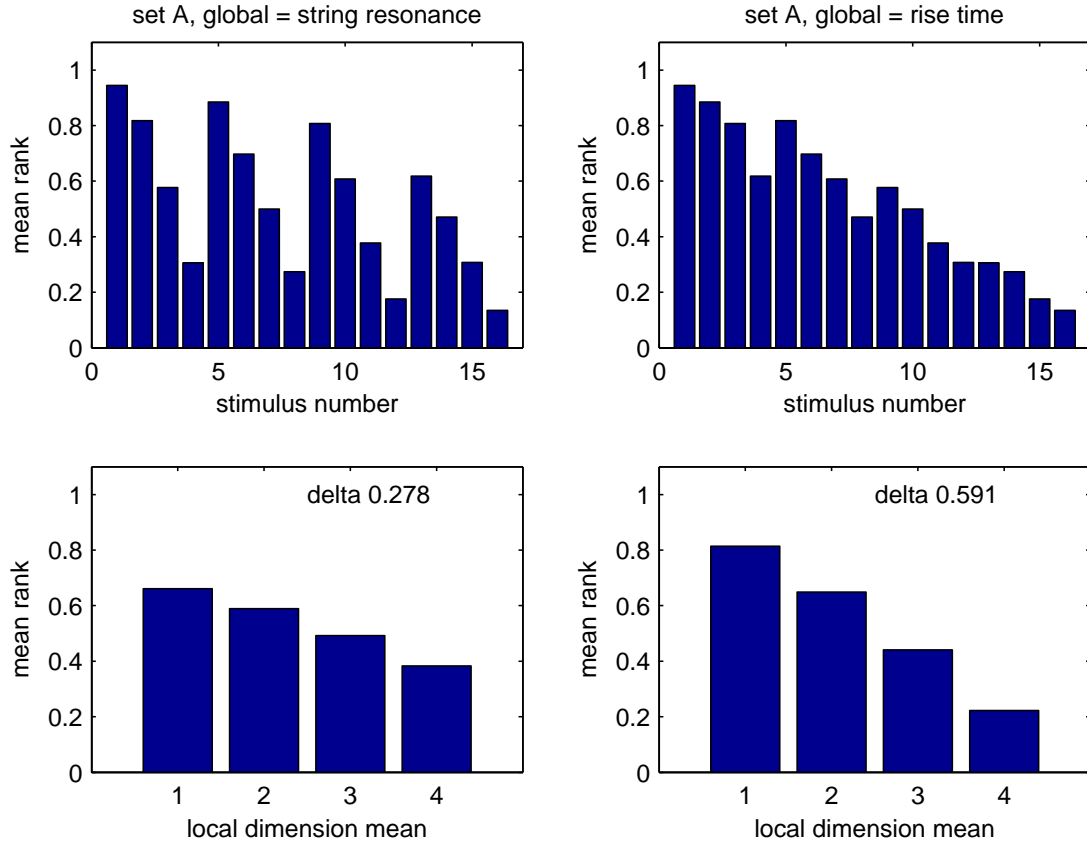 set A, global = string resonance
mean rank
1
0.8
0.6
0.4
0.2
0
0 5 10 15
stimulus number
set A, global = rise time
mean rank
1
0.8
0.6
0.4
0.2
0
0 5 10 15
stimulus number
delta 0.278
mean rank
1
0.8
0.6
0.4
0.2
0
1 2 3 4
local dimension mean
delta 0.591
mean rank
1
0.8
0.6
0.4
0.2
0
1 2 3 4
local dimension mean